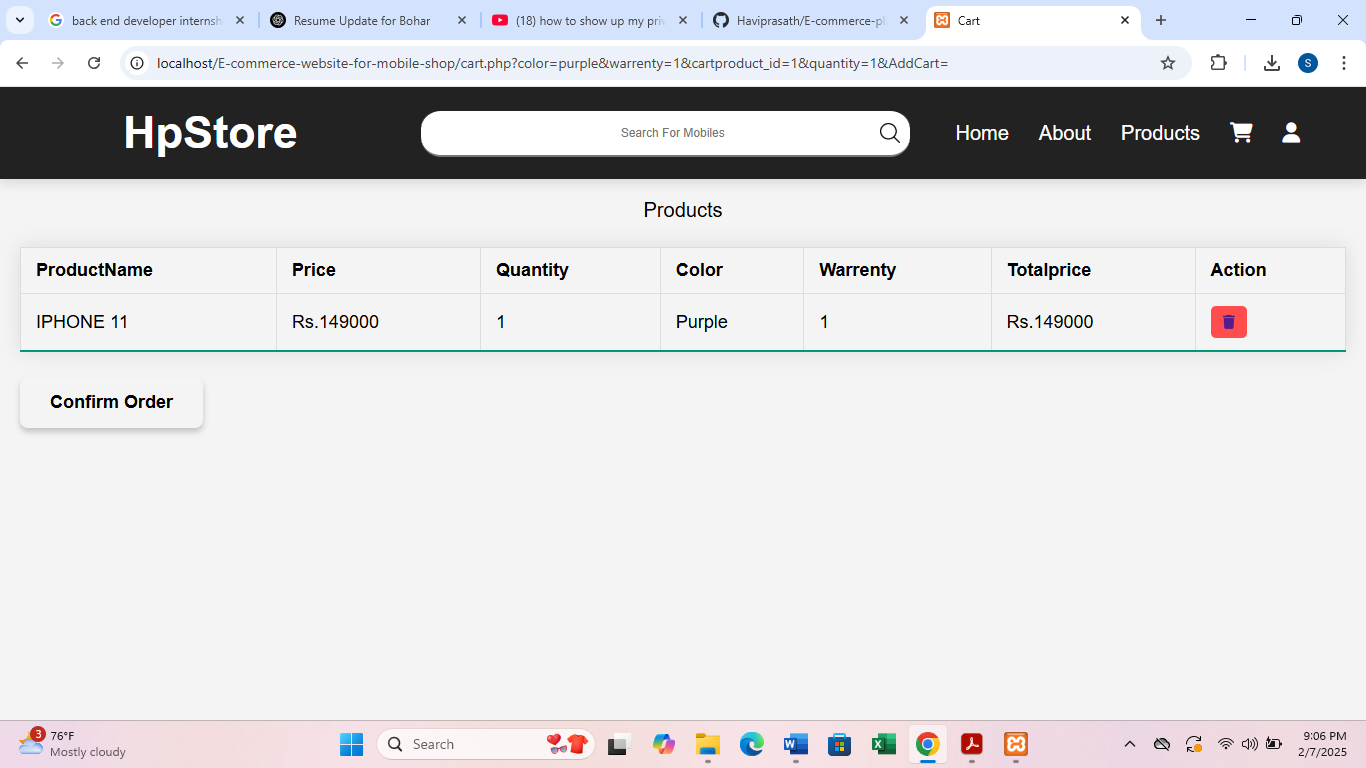 back end developer internsh
Resume Update for Bohar
(18) how to show up my priv
Haviprasath/E-commerce-pl
Cart
localhost/E-commerce-website-for-mobile-shop/cart.php?color=purple&warrenty=1&cartproduct_id=1&quantity=1&AddCart=
S
HpStore
Search For Mobiles
Home
About
Products
Products
ProductName Price Quantity Color Warrenty Totalprice Action
IPHONE 11 Rs.149000 1 Purple 1 Rs.149000
Confirm Order
3
76°F
Mostly cloudy
Search
9:06 PM
2/7/2025